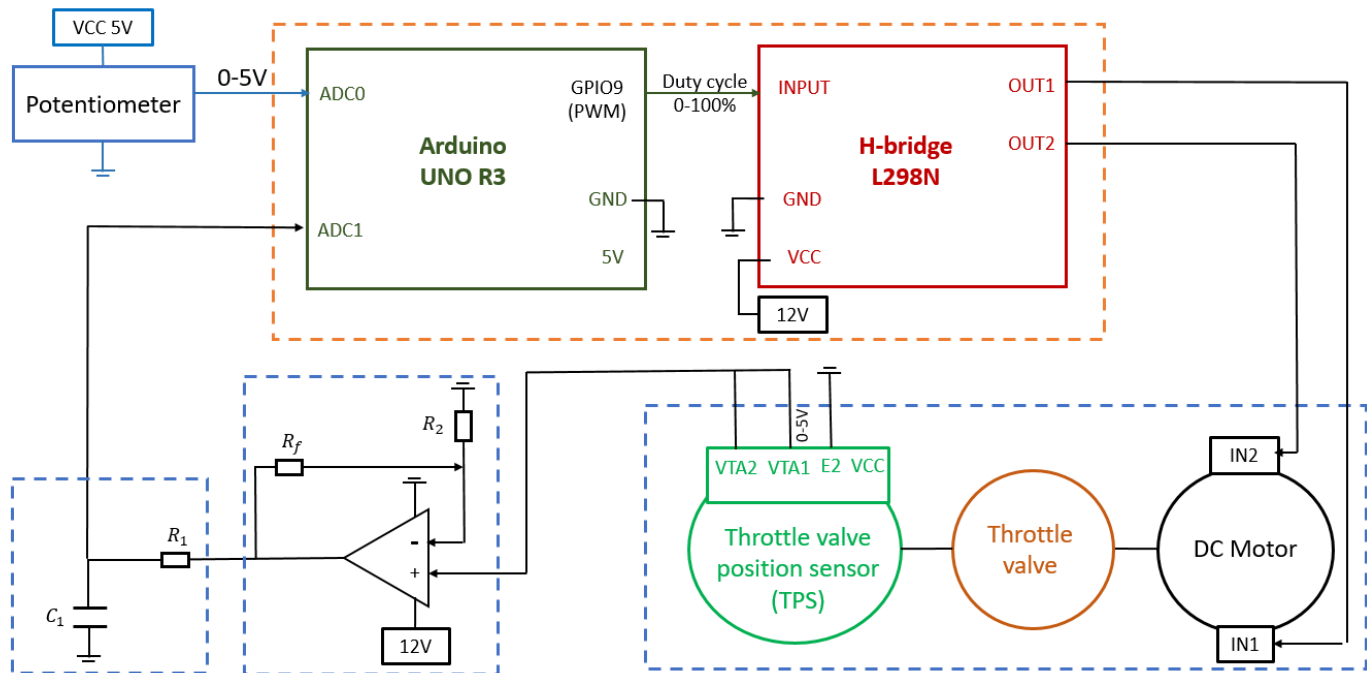 VCC 5V
Potentiometer
0-5V
ADC0
GPIO9
(PWM)
Arduino
UNO R3
GND
ADC1
5V
Duty cycle
0-100%
INPUT
OUT1
H-bridge
L298N
OUT2
GND
VCC
12V
R₂
R_f
R₁
C₁
-
+
12V
0-5V
VTA2 VTA1 E2 VCC
Throttle valve
position sensor
(TPS)
Throttle
valve
IN2
DC Motor
IN1